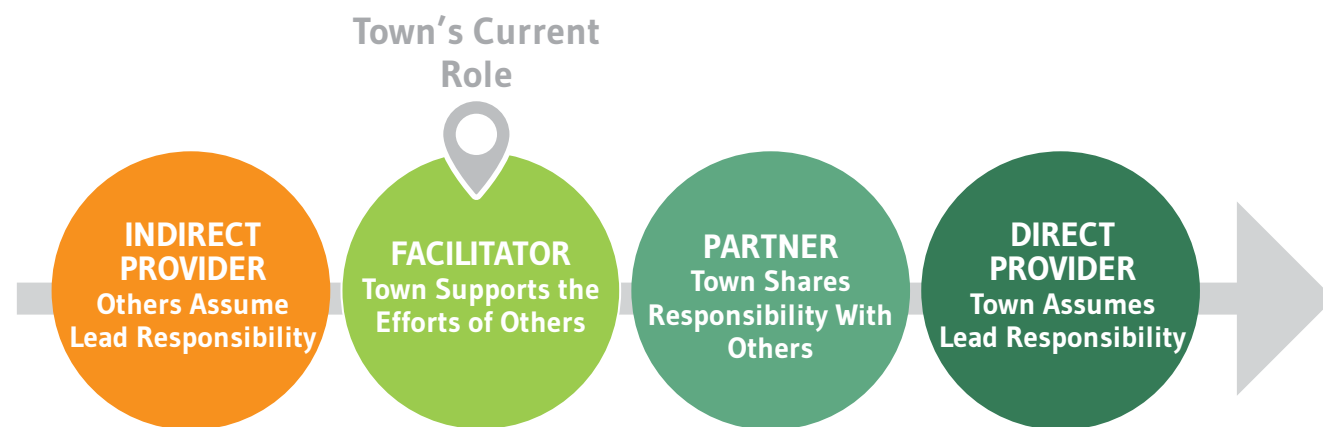 Town's Current
Role
INDIRECT
PROVIDER
Others Assume
Lead Responsibility
FACILITATOR
Town Supports the
Efforts of Others
PARTNER
Town Shares
Responsibility With
Others
DIRECT
PROVIDER
Town Assumes
Lead Responsibility